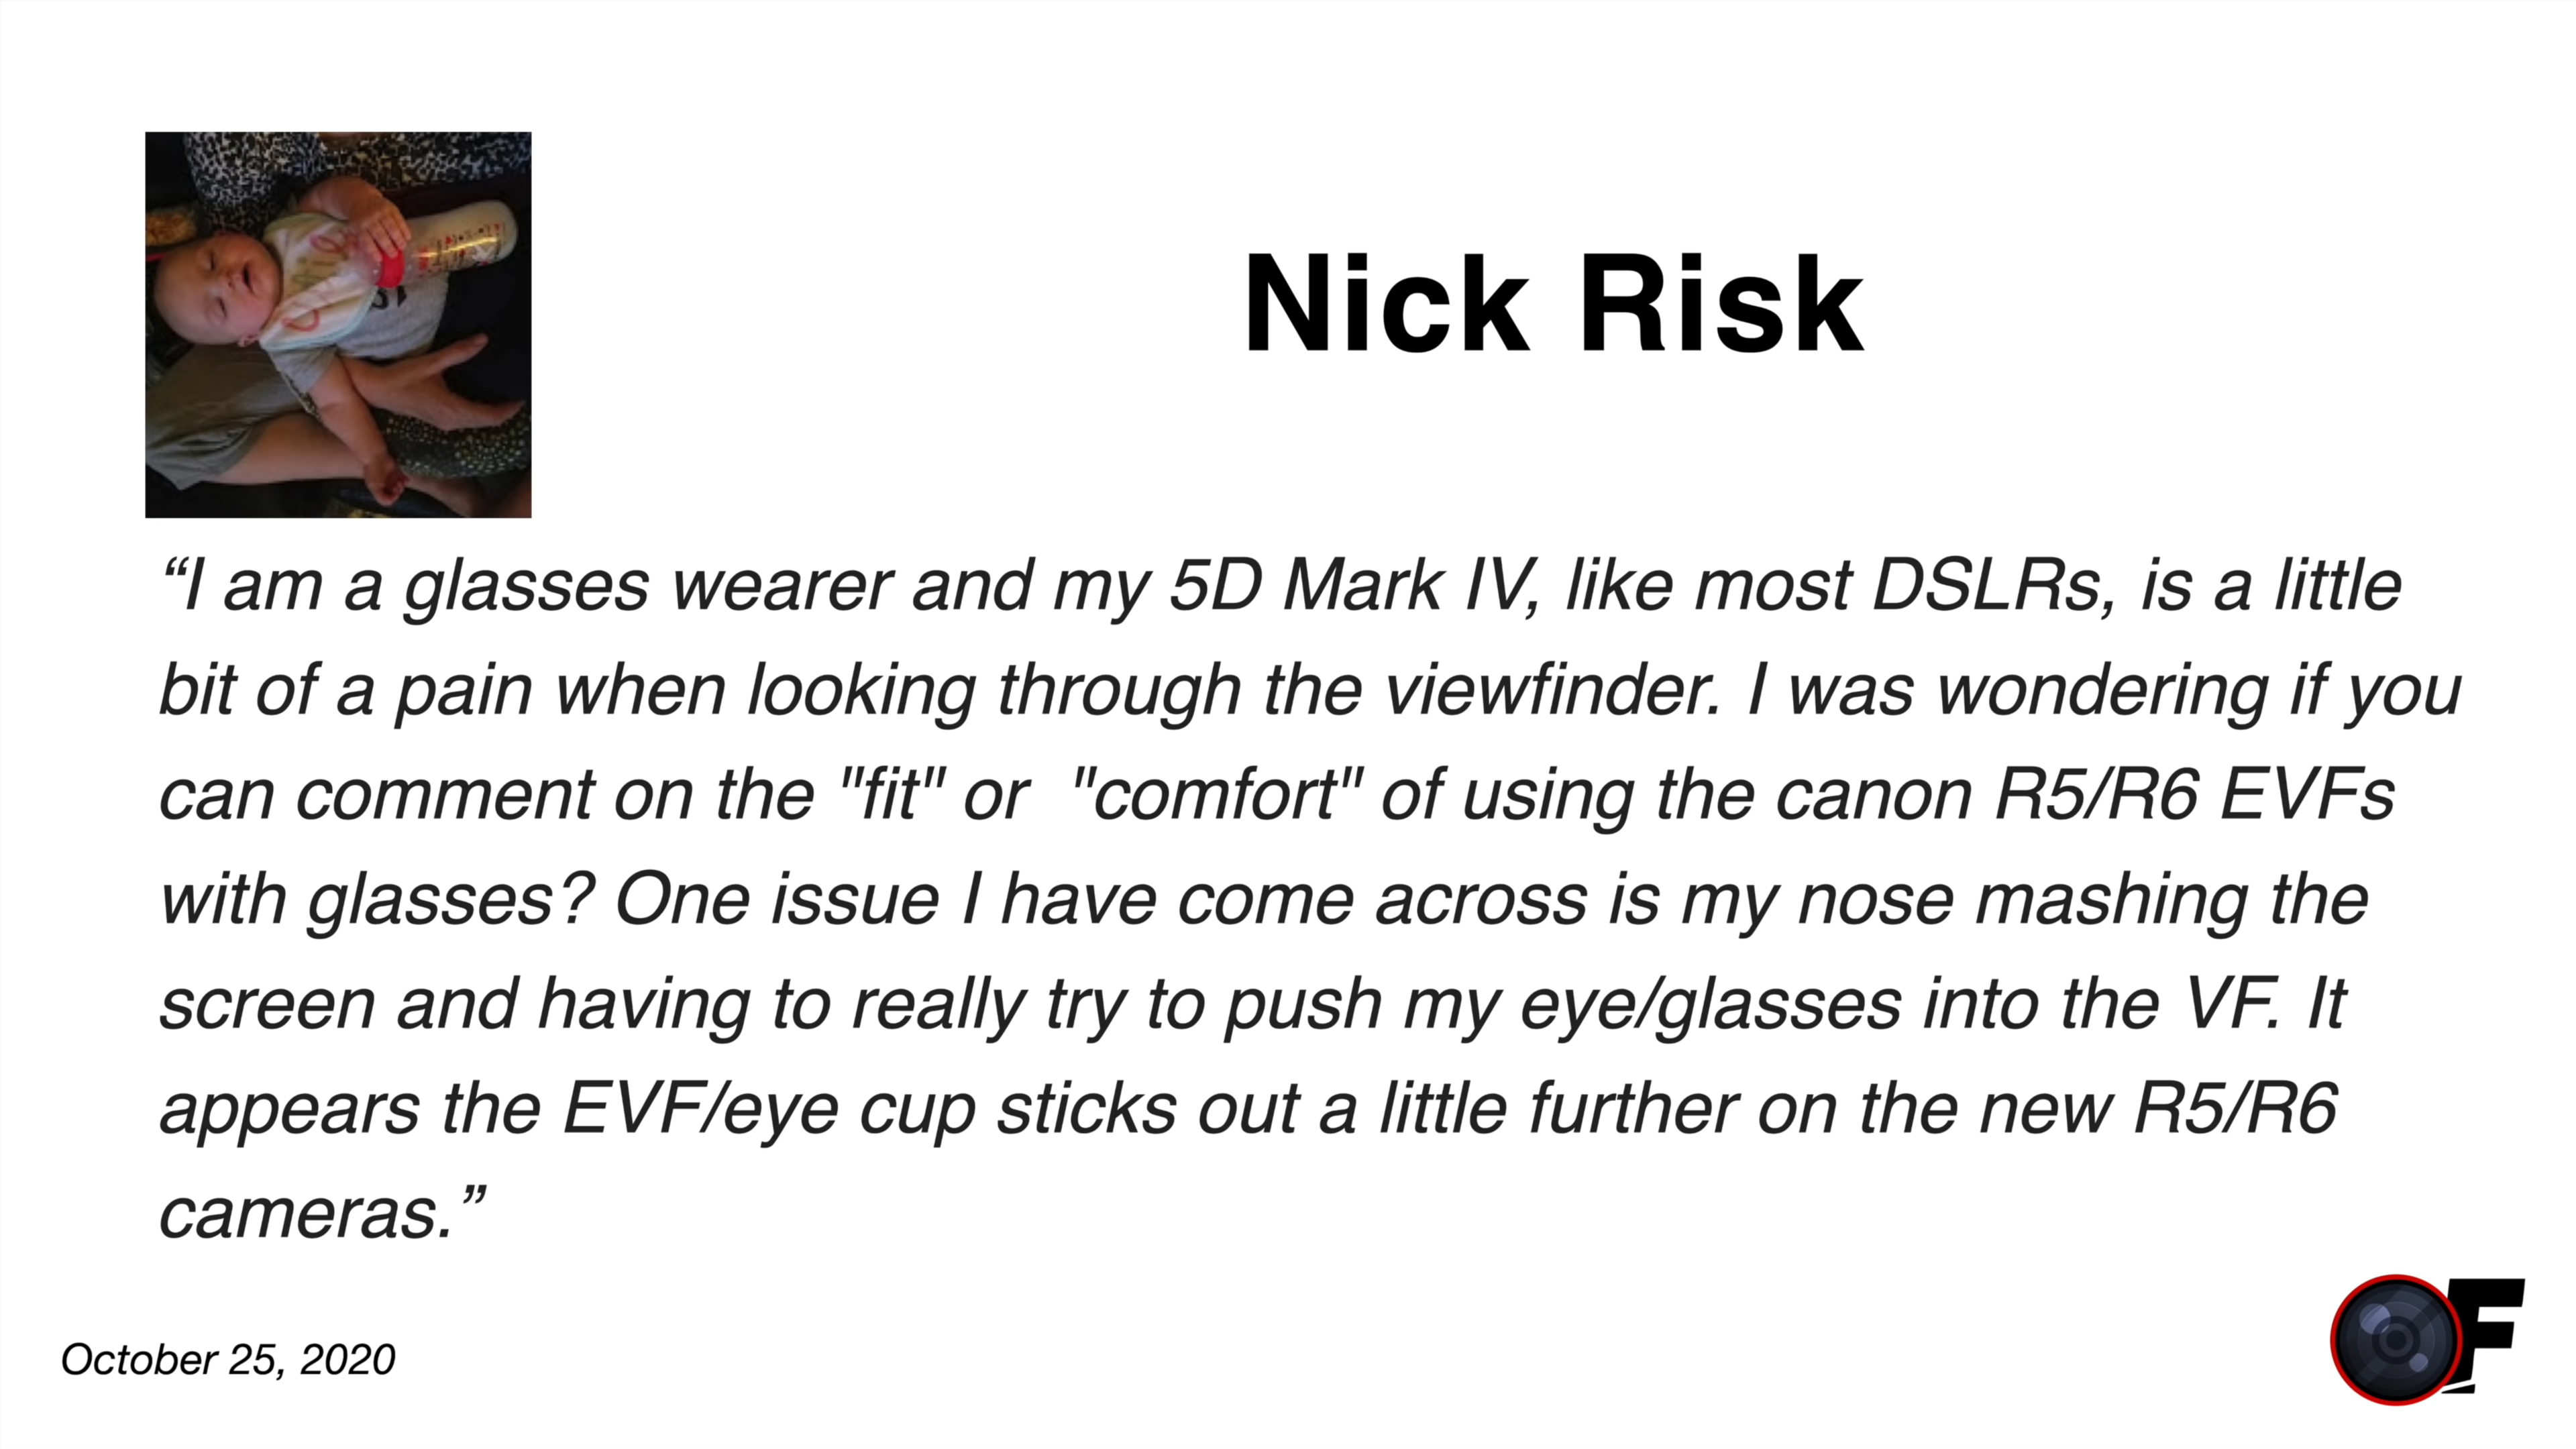 Nick Risk
“I am a glasses wearer and my 5D Mark IV, like most DSLRs, is a little
bit of a pain when looking through the viewfinder. I was wondering if you
can comment on the "fit" or  "comfort" of using the canon R5/R6 EVFs
with glasses? One issue I have come across is my nose mashing the
screen and having to really try to push my eye/glasses into the VF. It
appears the EVF/eye cup sticks out a little further on the new R5/R6
cameras.”
October 25, 2020
F